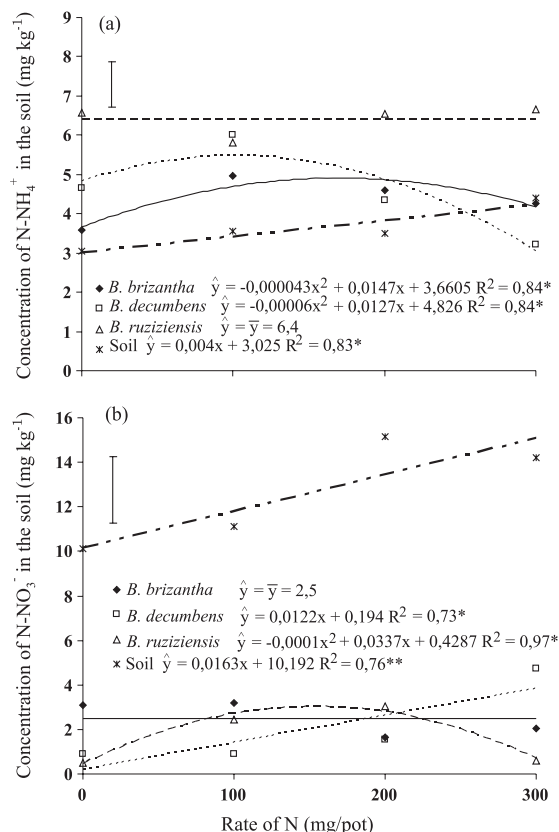 (a)
Concentration of N-NH₄⁺ in the soil (mg kg⁻¹)
9
8
7
6
5
4
3
2
1
0
◆ B. brizantha ŷ = -0,000043x² + 0,0147x + 3,6605 R² = 0,84*
□ B. decumbens ŷ = -0,00006x² + 0,0127x + 4,826 R² = 0,84*
△ B. ruziziensis ŷ = y̅ = 6,4
ж Soil ŷ = 0,004x + 3,025 R² = 0,83*
(b)
Concentration of N-NO₃⁻ in the soil (mg kg⁻¹)
16
14
12
10
8
6
4
2
0
◆ B. brizantha ŷ = y̅ = 2,5
□ B. decumbens ŷ = 0,0122x + 0,194 R² = 0,73*
△ B. ruziziensis ŷ = -0,0001x² + 0,0337x + 0,4287 R² = 0,97*
ж Soil ŷ = 0,0163x + 10,192 R² = 0,76**
0 100 200 300
Rate of N (mg/pot)